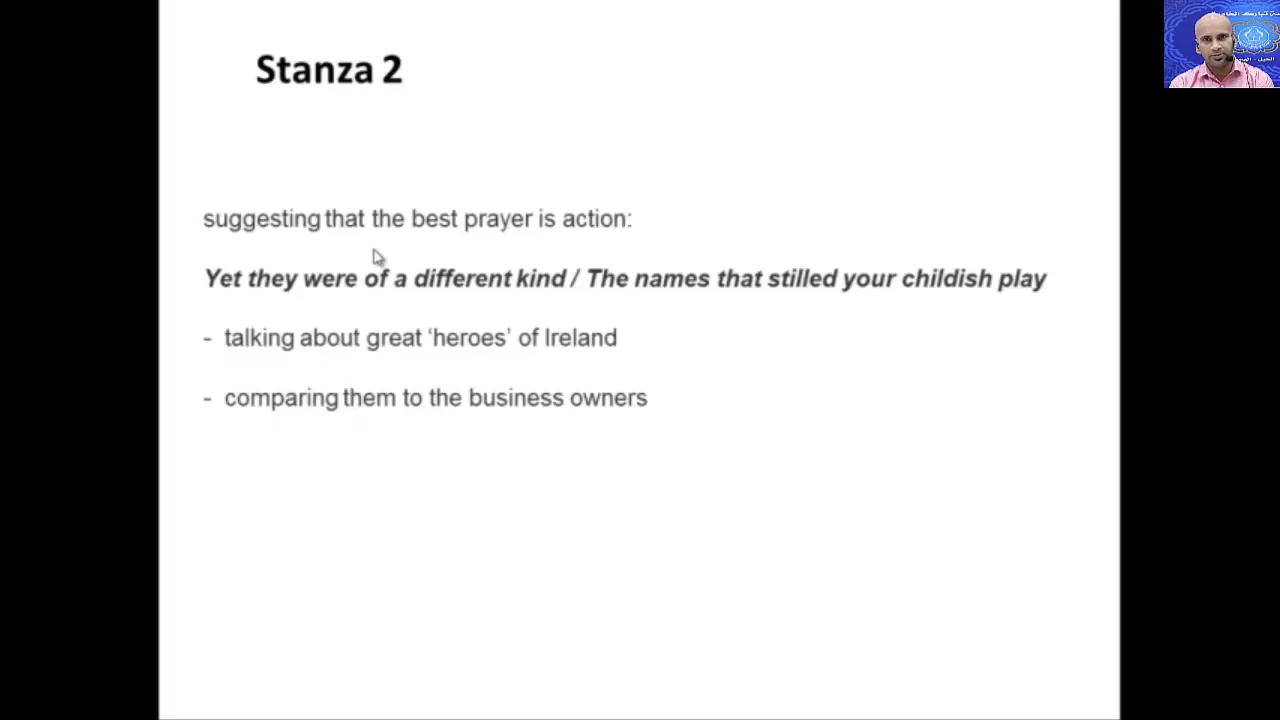 Stanza 2
suggesting that the best prayer is action:
Yet they were of a different kind / The names that stilled your childish play
- talking about great ‘heroes’ of Ireland
- comparing them to the business owners